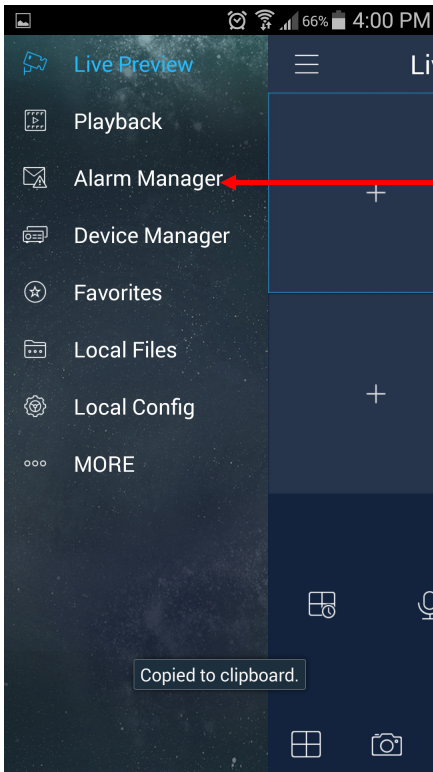 66% 4:00 PM
Live Preview
Li
Playback
Alarm Manager
Device Manager
Favorites
Local Files
Local Config
MORE
Copied to clipboard.